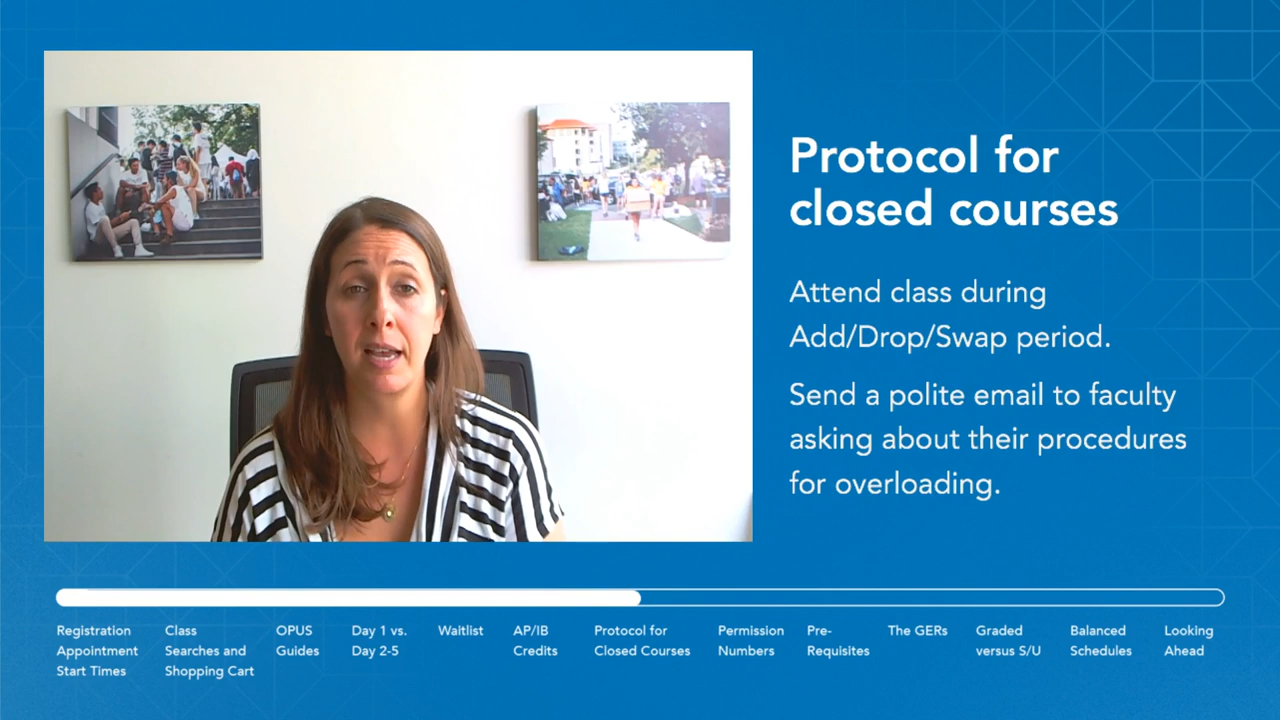 Protocol for
closed courses
Attend class during
Add/Drop/Swap period.
Send a polite email to faculty
asking about their procedures
for overloading.
Registration
Appointment
Start Times
Class
Searches and
Shopping Cart
OPUS
Guides
Day 1 vs.
Day 2-5
Waitlist
AP/IB
Credits
Protocol for
Closed Courses
Permission
Numbers
Pre-
Requisites
The GERs
Graded
versus S/U
Balanced
Schedules
Looking
Ahead